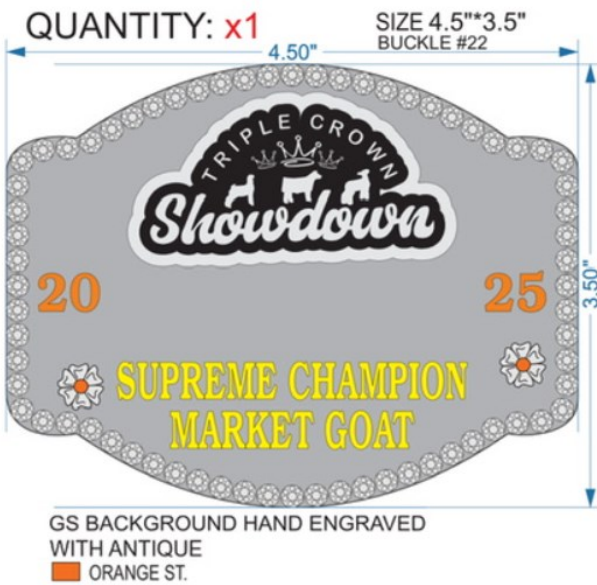 QUANTITY: x1
SIZE 4.5"*3.5"
BUCKLE #22
4.50"
TRIPLE CROWN
Showdown
20
25
3.50"
SUPREME CHAMPION
MARKET GOAT
GS BACKGROUND HAND ENGRAVED
WITH ANTIQUE
ORANGE ST.